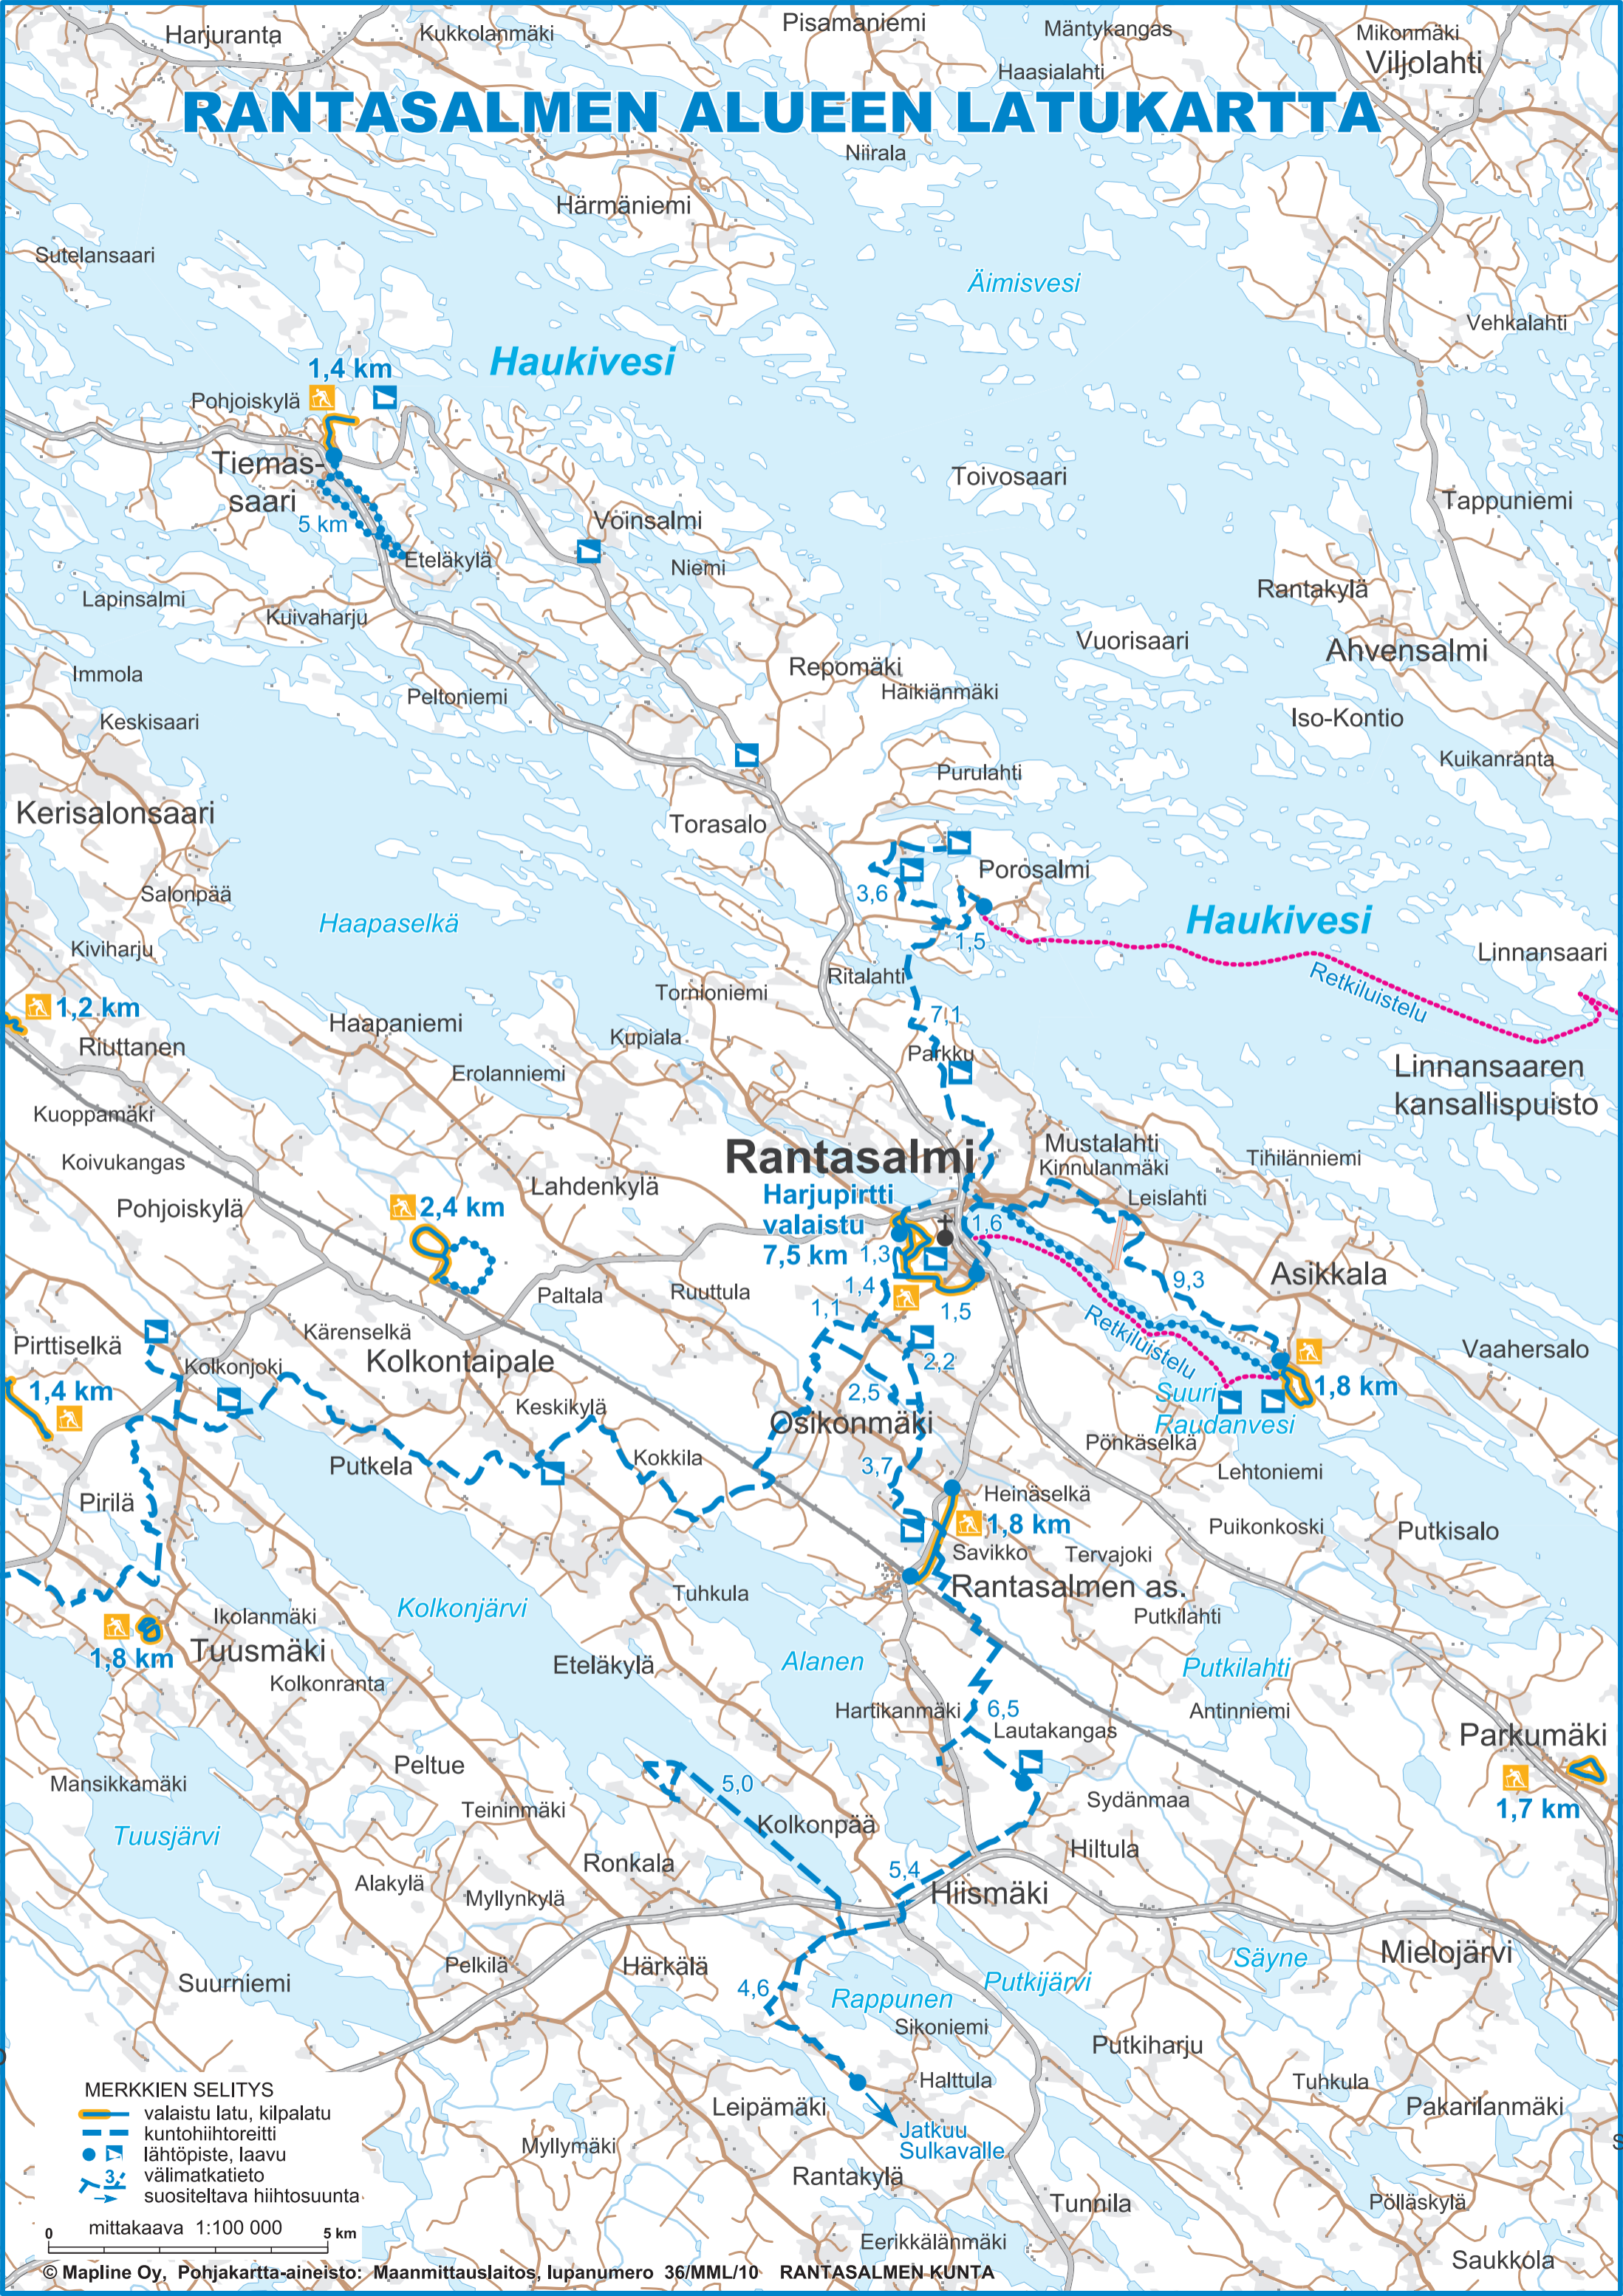 Harjuranta
Kukkolanmäki
Pisamaniemi
Mäntykangas
Mikonmäki
Viljolahti
Haasialahti
RANTASALMEN ALUEEN LATUKARTTA
Niirala
Härmäniemi
Sutelansaari
Äimisvesi
Vehkalahti
Haukivesi
1,4 km
Pohjoiskylä
Tiemas-
saari
5 km
Eteläkylä
Voinsalmi
Niemi
Toivosaari
Tappuniemi
Rantakylä
Lapinsalmi
Kuivaharju
Vuorisaari
Ahvensalmi
Immola
Repomäki
Häikiänmäki
Peltoniemi
Keskisaari
Iso-Kontio
Kuikanranta
Purulahti
Kerisalonsaari
Torasalo
Porosalmi
3,6
Salonpää
Haapaselkä
Haukivesi
1,5
Kiviharju
Linnansaari
Ritalahti
Retkiluistelu
Tornioniemi
1,2 km
7,1
Haapaniemi
Kupiala
Riuttanen
Parkku
Erolanniemi
Linnansaaren
kansallispuisto
Kuoppamäki
Rantasalmi
Mustalahti
Kinnulanmäki
Tihilänniemi
Koivukangas
Lahdenkylä
Leislahti
Harjupirtti
valaistu
7,5 km
Pohjoiskylä
2,4 km
1,6
1,3
1,4
9,3
Asikkala
Paltala
Ruuttula
1,1
1,5
Retkiluistelu
Pirttiselkä
Kärenselkä
Kolkonjoki
Kolkontaipale
2,2
Vaahersalo
1,4 km
2,5
1,8 km
Suuri
Raudanvesi
Keskikylä
Osikonmäki
Pönkäselkä
Putkela
Kokkila
3,7
Lehtoniemi
Pirilä
Heinäselkä
1,8 km
Puikonkoski
Putkisalo
Savikko
Tervajoki
Rantasalmen as.
Tuhkula
Ikolanmäki
Kolkonjärvi
Putkilahti
1,8 km
Tuusmäki
Kolkonranta
Eteläkylä
Alanen
Putkilahti
Hartikanmäki
6,5
Antinniemi
Lautakangas
Parkumäki
Mansikkamäki
Peltue
5,0
Sydänmaa
1,7 km
Teininmäki
Tuusjärvi
Kolkonpää
Hiltula
Ronkala
5,4
Alakylä
Myllynkylä
Hiismäki
Mielojärvi
Pelkilä
Härkälä
Säyne
Suurniemi
4,6
Putkijärvi
Rappunen
Sikoniemi
Putkiharju
Halttula
Tuhkula
Leipämäki
Pakarilanmäki
Jatkuu
Sulkavalle
Myllymäki
Rantakylä
Tunnila
Pölläskylä
Eerikkälänmäki
Saukkola
MERKKIEN SELITYS
valaistu latu, kilpalatu
kuntohiihtoreitti
lähtöpiste, laavu
3,
välimatkatieto
suositeltava hiihtosuunta
mittakaava 1:100 000
0
5 km
© Mapline Oy, Pohjakartta-aineisto: Maanmittauslaitos, lupanumero 36/MML/10 RANTASALMEN KUNTA